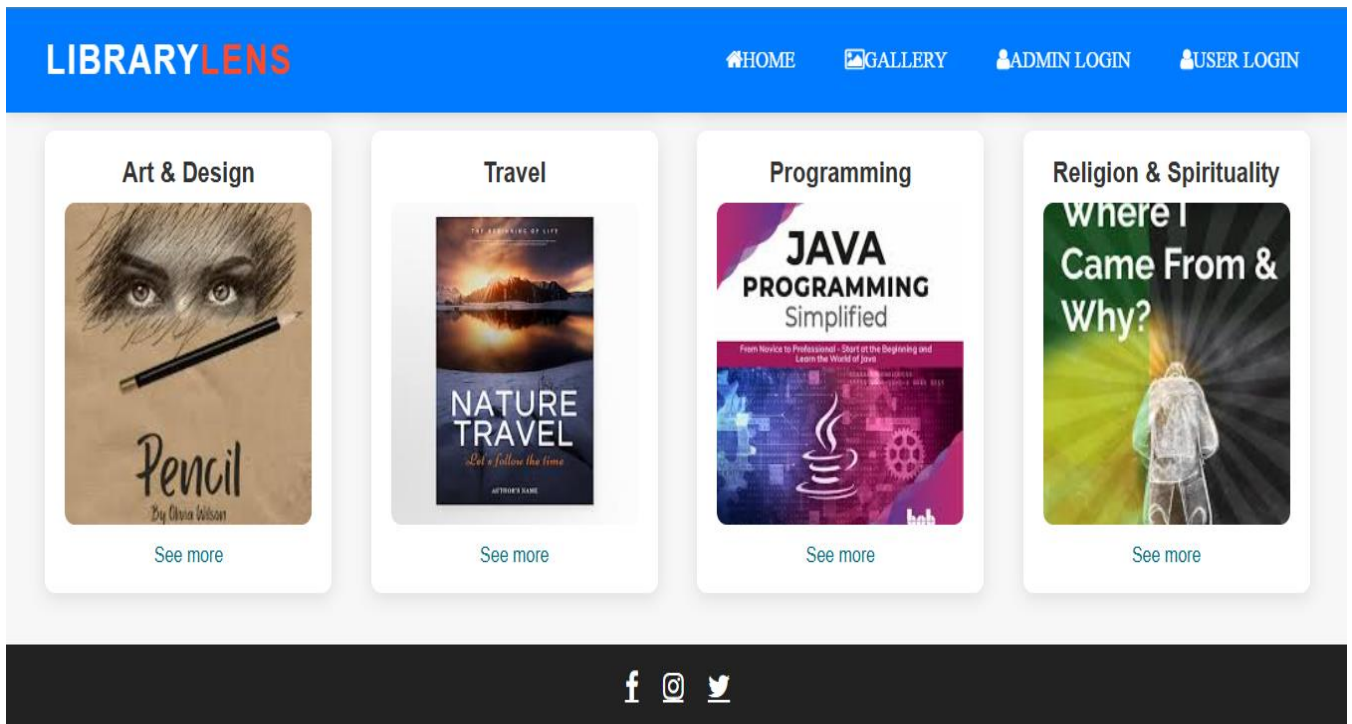 LIBRARYLENS
HOME
GALLERY
ADMIN LOGIN
USER LOGIN
Art & Design
Travel
Programming
Religion & Spirituality
Pencil
By Olivia Wilson
THE BEGINNING OF LIFE
NATURE
TRAVEL
Let's follow the time
AUTHOR'S NAME
JAVA
PROGRAMMING
Simplified
From Novice to Professional - Start at the Beginning and
Learn the World of Java
bpb
Where I
Came From &
Why?
See more
See more
See more
See more